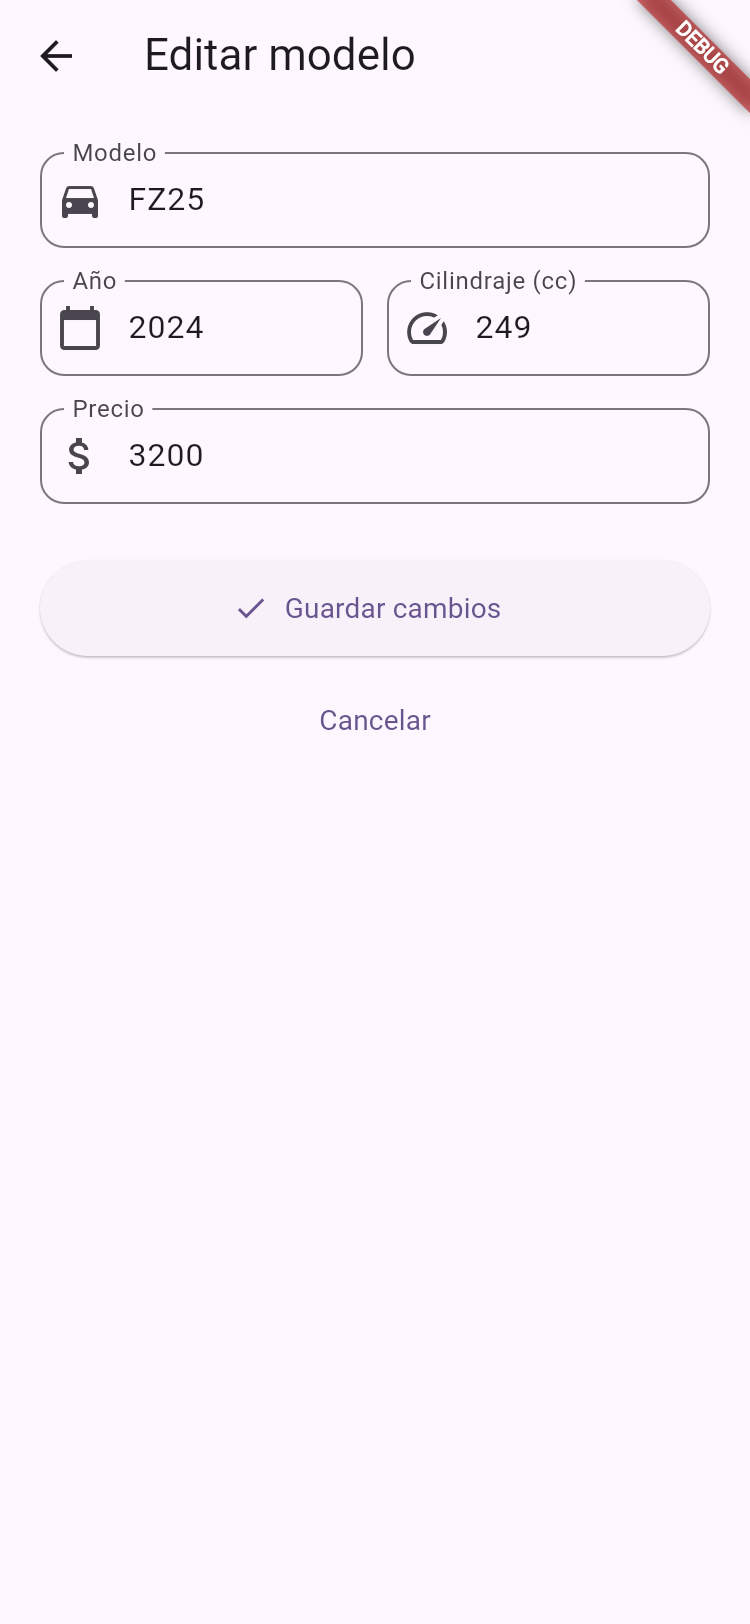 Editar modelo
DEBUG
Modelo
FZ25
Año
2024
Cilindraje (cc)
249
Precio
3200
Guardar cambios
Cancelar